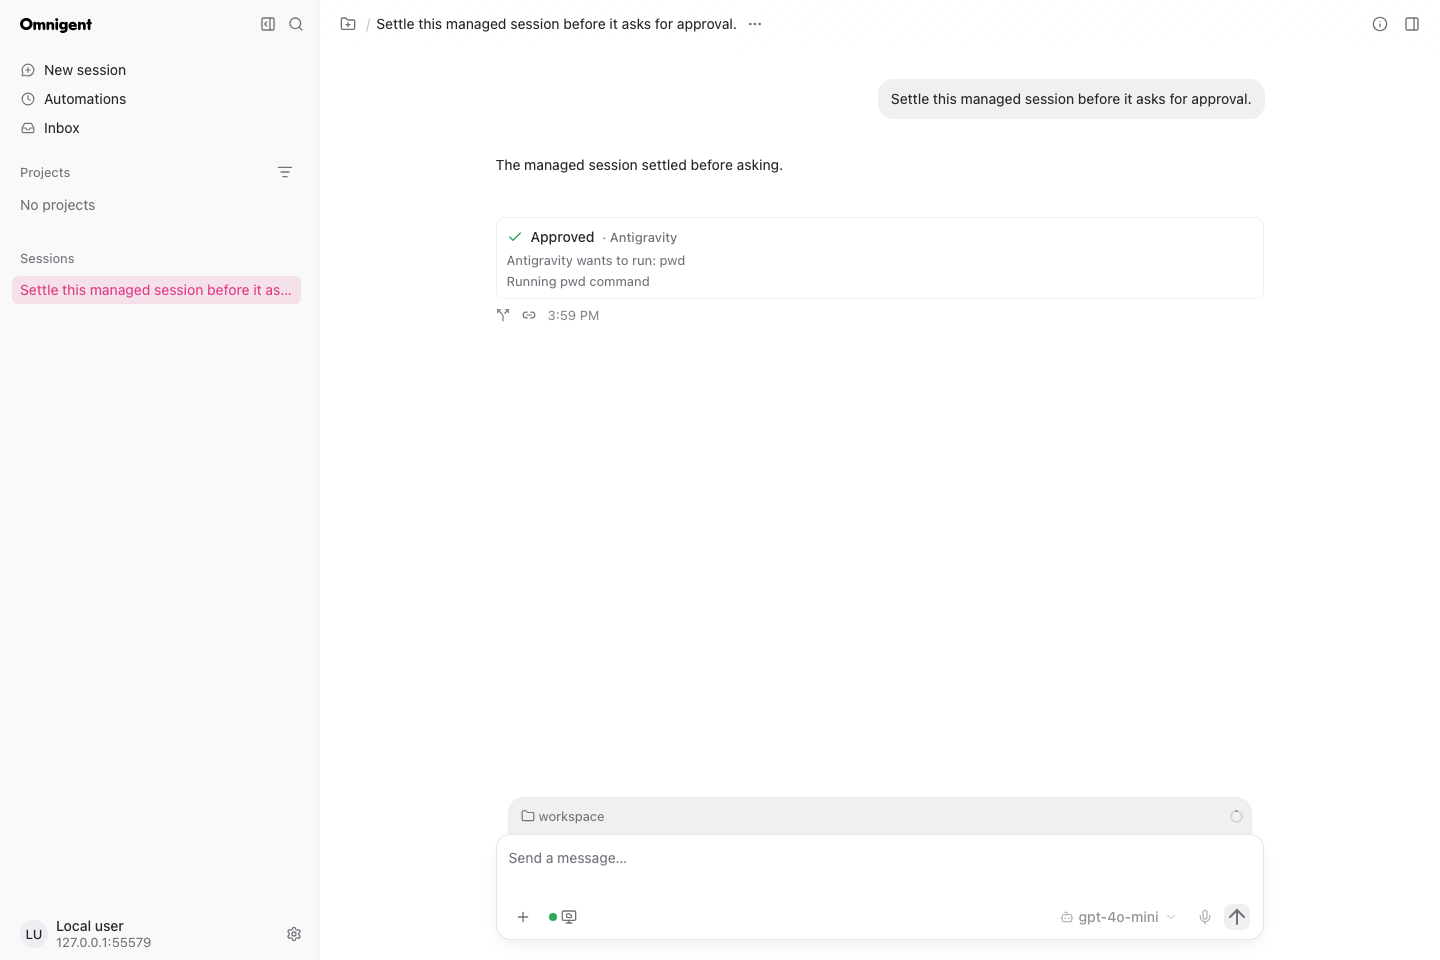 Omnigent
New session
Automations
Inbox
Projects
No projects
Sessions
Settle this managed session before it as...
Local user
LU
127.0.0.1:55579
/ Settle this managed session before it asks for approval.
Settle this managed session before it asks for approval.
The managed session settled before asking.
Approved · Antigravity
Antigravity wants to run: pwd
Running pwd command
3:59 PM
workspace
Send a message...
gpt-4o-mini